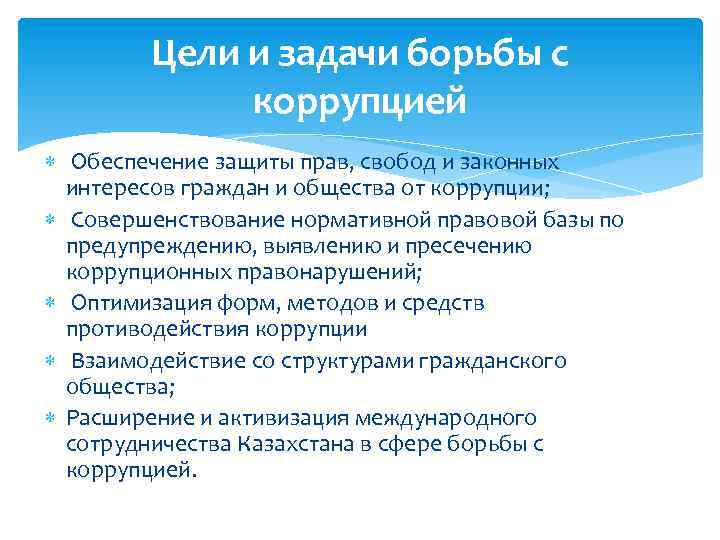 Цели и задачи борьбы с
коррупцией
* Обеспечение защиты прав, свобод и законных
интересов граждан и общества от коррупции;
* Совершенствование нормативной правовой базы по
предупреждению, выявлению и пресечению
коррупционных правонарушений;
* Оптимизация форм, методов и средств
противодействия коррупции
* Взаимодействие со структурами гражданского
общества;
* Расширение и активизация международного
сотрудничества Казахстана в сфере борьбы с
коррупцией.